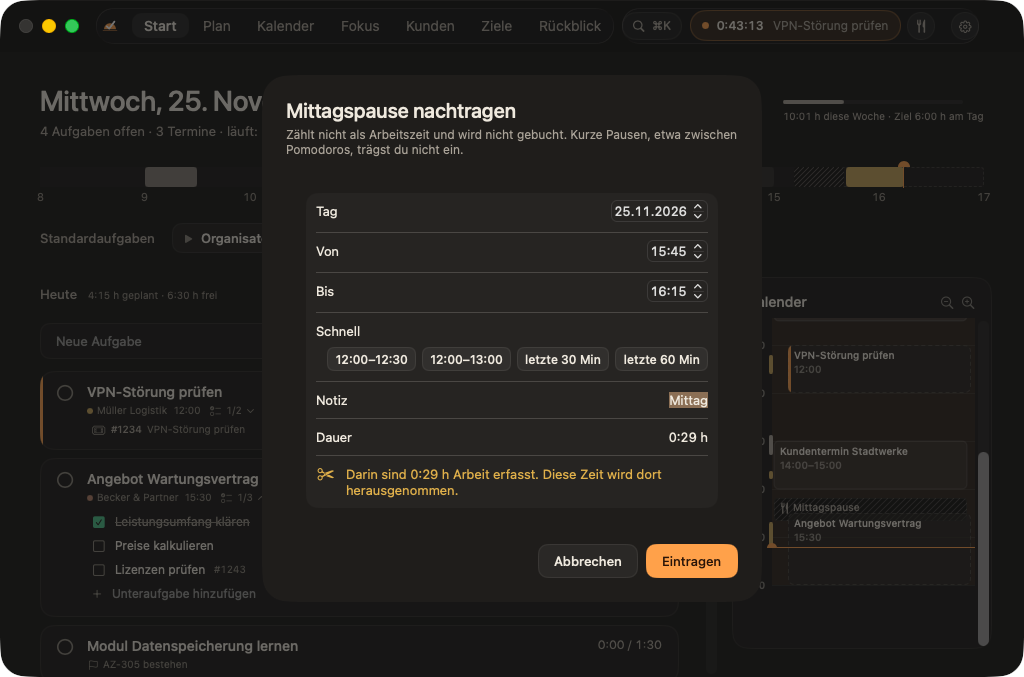 Start Plan Kalender Fokus Kunden Ziele Rückblick ⌘K 0:43:13 VPN-Störung prüfen
Mittwoch, 25. Nov
4 Aufgaben offen · 3 Termine · läuft:
10:01 h diese Woche · Ziel 6:00 h am Tag
8 9 10 15 16 17
Standardaufgaben
Heute 4:15 h geplant · 6:30 h frei
Neue Aufgabe
VPN-Störung prüfen
Müller Logistik 12:00 1/2
#1234 VPN-Störung prüfen
Angebot Wartungsvertrag
Becker & Partner 15:30 1/3
Leistungsumfang klären
Preise kalkulieren
Lizenzen prüfen #1243
+ Unteraufgabe hinzufügen
Modul Datenspeicherung lernen 0:00 / 1:30
AZ-305 bestehen
Mittagspause nachtragen
Zählt nicht als Arbeitszeit und wird nicht gebucht. Kurze Pausen, etwa zwischen
Pomodoros, trägst du nicht ein.
Tag 25.11.2026
Von 15:45
Bis 16:15
Schnell
12:00–12:30 12:00–13:00 letzte 30 Min letzte 60 Min
Notiz Mittag
Dauer 0:29 h
Darin sind 0:29 h Arbeit erfasst. Diese Zeit wird dort
herausgenommen.
Abbrechen Eintragen
VPN-Störung prüfen
12:00
Kundentermin Stadtwerke
14:00–15:00
Mittagspause
Angebot Wartungsvertrag
15:30